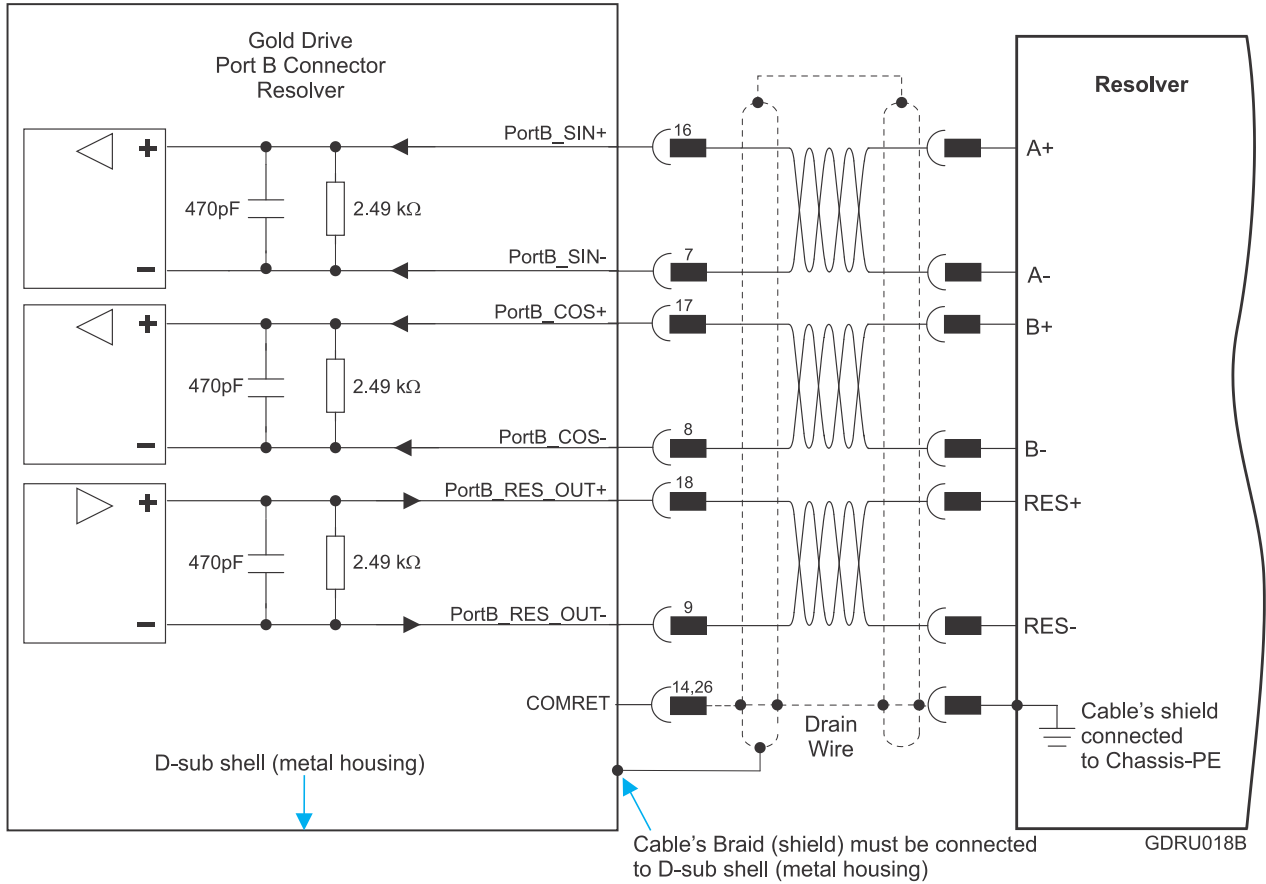 Gold Drive
Port B Connector
Resolver
Resolver
PortB_SIN+
16
A+
+
470pF
2.49 kΩ
PortB_SIN-
7
A-
−
PortB_COS+
17
B+
+
470pF
2.49 kΩ
PortB_COS-
8
B-
−
PortB_RES_OUT+
18
RES+
+
470pF
2.49 kΩ
PortB_RES_OUT-
9
RES-
−
COMRET
14,26
Drain
Wire
Cable's shield
connected
to Chassis-PE
D-sub shell (metal housing)
Cable's Braid (shield) must be connected
to D-sub shell (metal housing)
GDRU018B